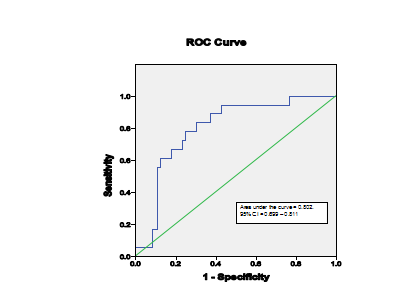 ROC Curve
1.0
0.8
0.6
0.4
0.2
0.0
Sensitivity
Area under the curve = 0.802.
95% CI = 0.699 – 0.811
0.0 0.2 0.4 0.6 0.8 1.0
1 - Specificity